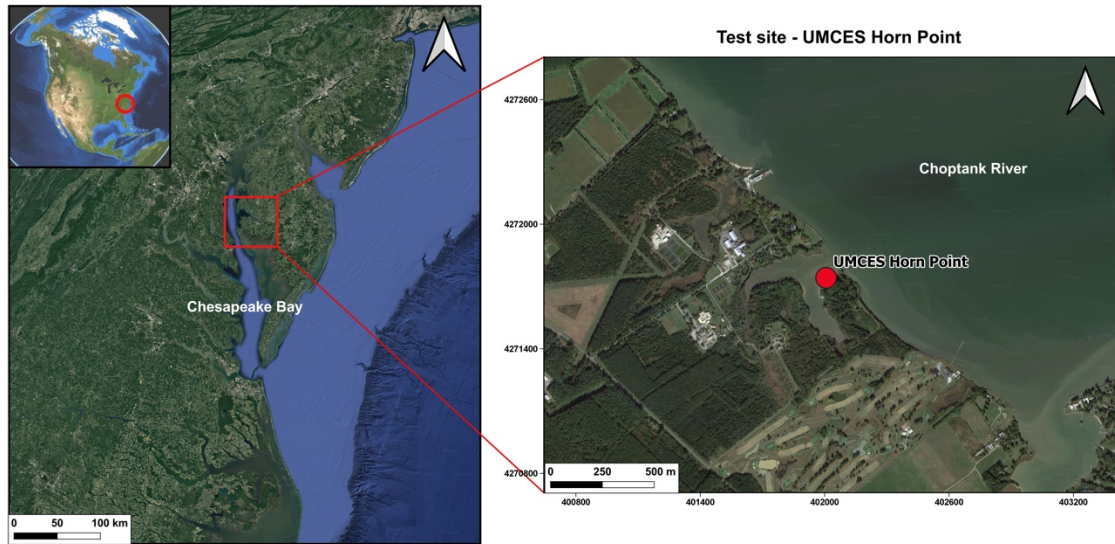 Test site - UMCES Horn Point
Chesapeake Bay
0 50 100 km
4272600
4272000
4271400
4270800
Choptank River
UMCES Horn Point
0 250 500 m
400800 401400 402000 402600 403200